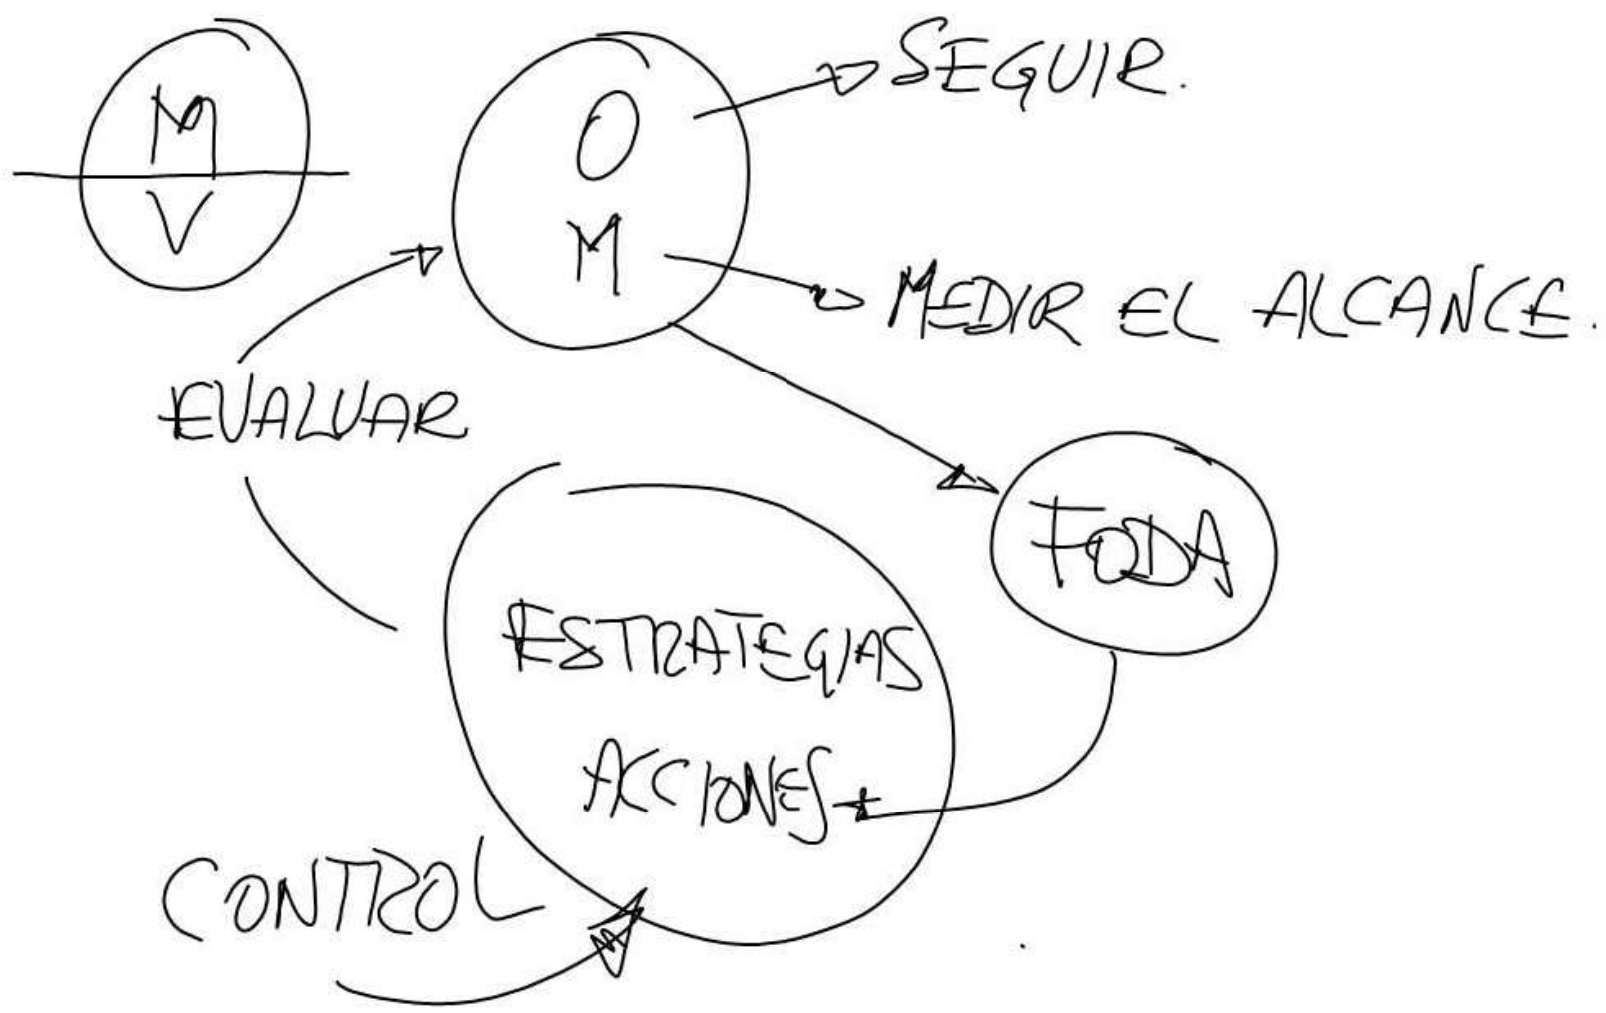 M
V
O
M
SEGUIR.
MEDIR EL ALCANCE.
EVALUAR
FODA
ESTRATEGIAS
ACCIONES
CONTROL